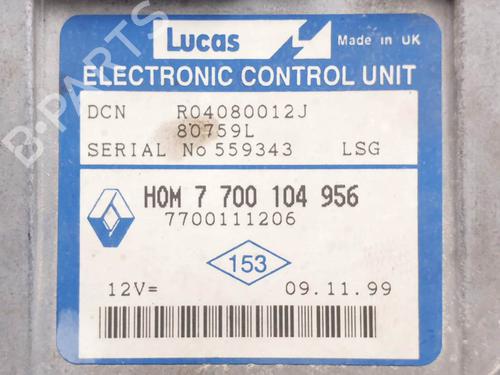 Lucas
Made in UK
ELECTRONIC CONTROL UNIT
DCN R04080012J
80759L
SERIAL No 559343 LSG
HOM 7 700 104 956
7700111206
153
12V= 09.11.99
B-PARTS